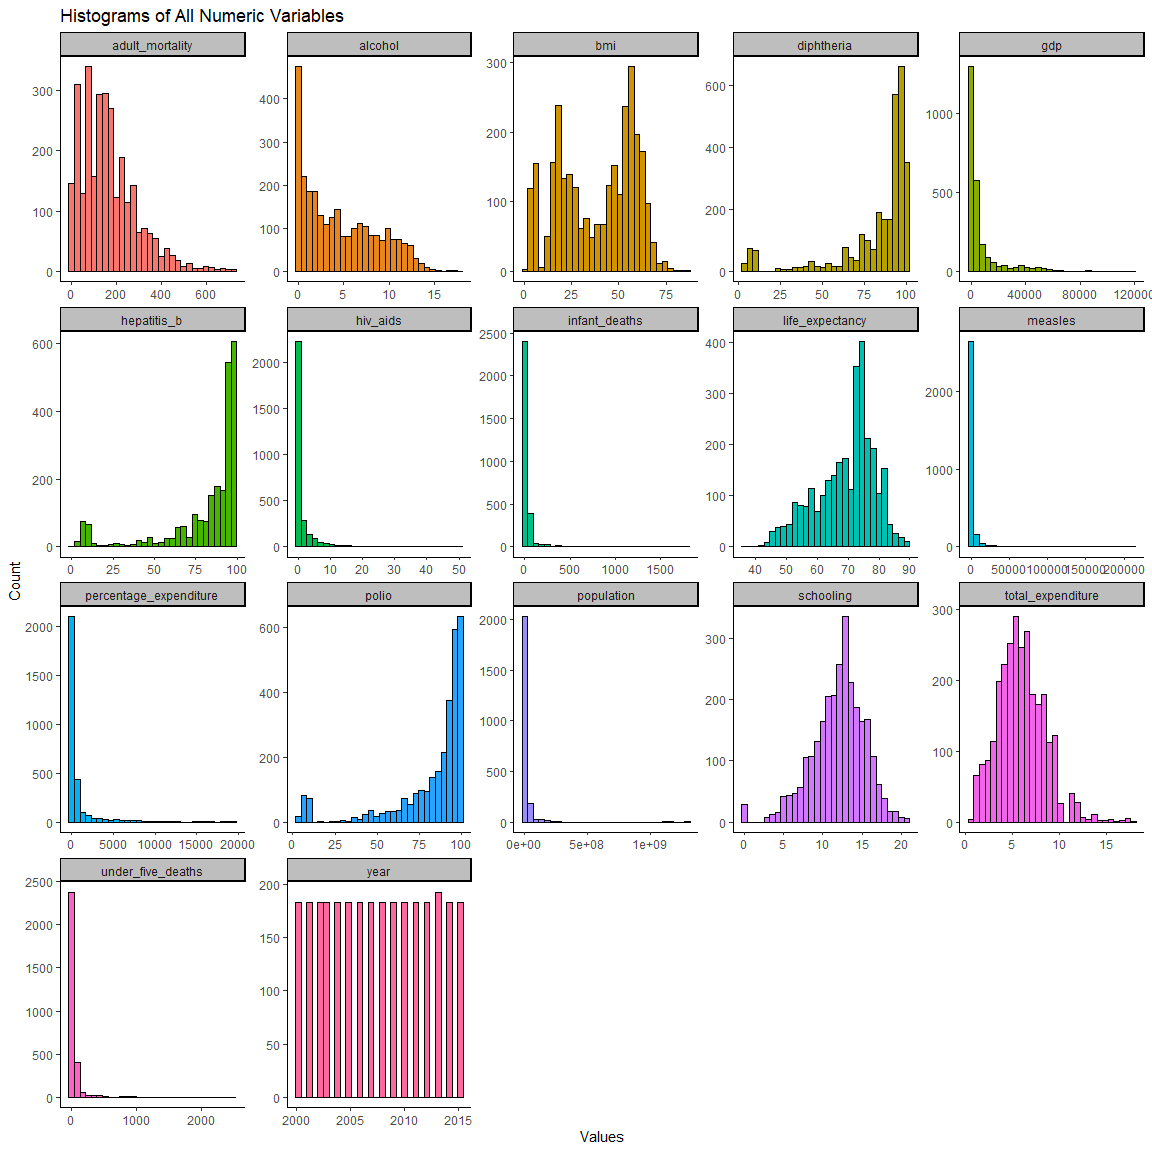 Histograms of All Numeric Variables
adult_mortality alcohol bmi diphtheria gdp
300 200 100 0
400 300 200 100 0
300 200 100 0
600 400 200 0
1000 500 0
0 200 400 600
0 5 10 15
0 25 50 75
0 25 50 75 100
0 40000 80000 120000
hepatitis_b hiv_aids infant_deaths life_expectancy measles
600 400 200 0
2000 1500 1000 500 0
2500 2000 1500 1000 500 0
400 300 200 100 0
2000 1000 0
0 25 50 75 100
0 10 20 30 40 50
0 500 1000 1500
40 50 60 70 80 90
0 50000 100000 150000 200000
Count
percentage_expenditure polio population schooling total_expenditure
2000 1500 1000 500 0
600 400 200 0
2000 1500 1000 500 0
300 200 100 0
300 200 100 0
0 5000 10000 15000 20000
0 25 50 75 100
0e+00 5e+08 1e+09
0 5 10 15 20
0 5 10 15
under_five_deaths year
2500 2000 1500 1000 500 0
200 150 100 50 0
0 1000 2000
2000 2005 2010 2015
Values